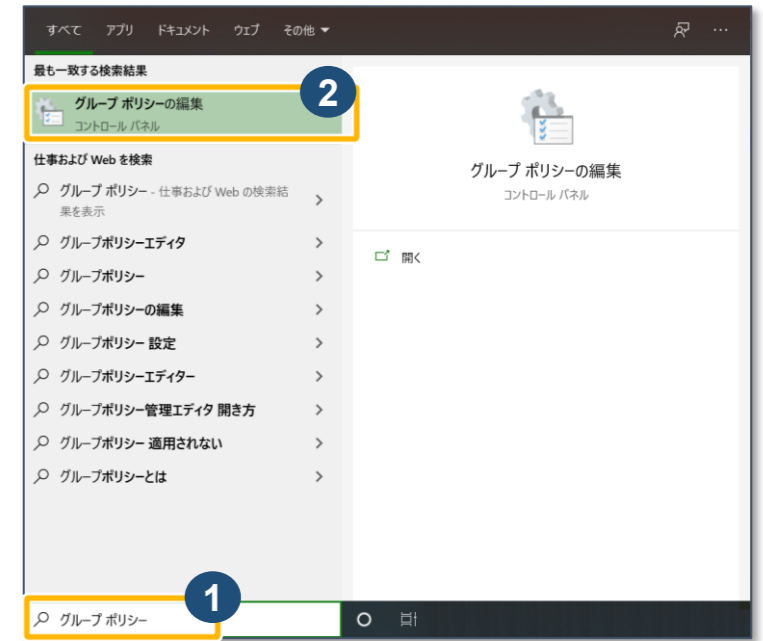 すべて アプリ ドキュメント ウェブ その他
最も一致する検索結果
グループ ポリシーの編集
コントロール パネル
2
仕事および Web を検索
グループ ポリシー - 仕事および Web の検索結
果を表示
グループポリシーエディタ
グループポリシー
グループポリシーの編集
グループポリシー 設定
グループポリシーエディター
グループポリシー管理エディタ 開き方
グループポリシー 適用されない
グループポリシーとは
グループ ポリシーの編集
コントロール パネル
開く
1
グループ ポリシー